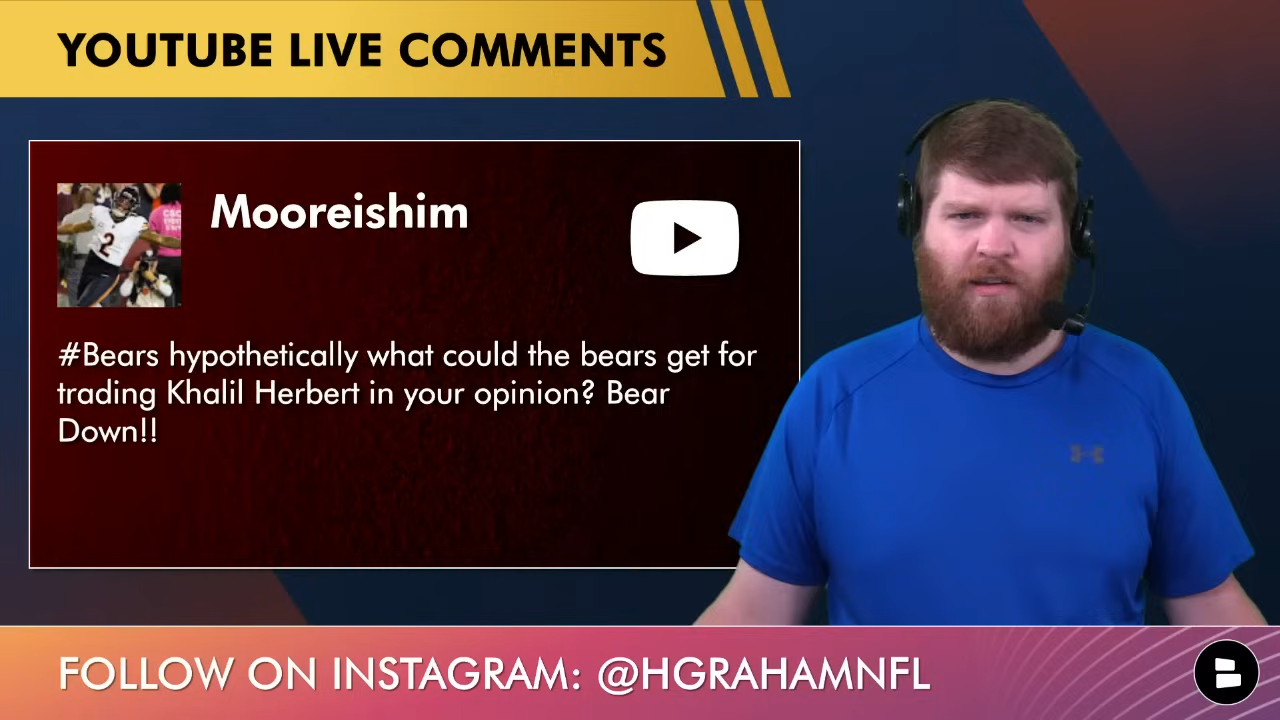 YOUTUBE LIVE COMMENTS
Mooreishim
2
#Bears hypothetically what could the bears get for
trading Khalil Herbert in your opinion? Bear
Down!!
FOLLOW ON INSTAGRAM: @HGRAHAMNFL